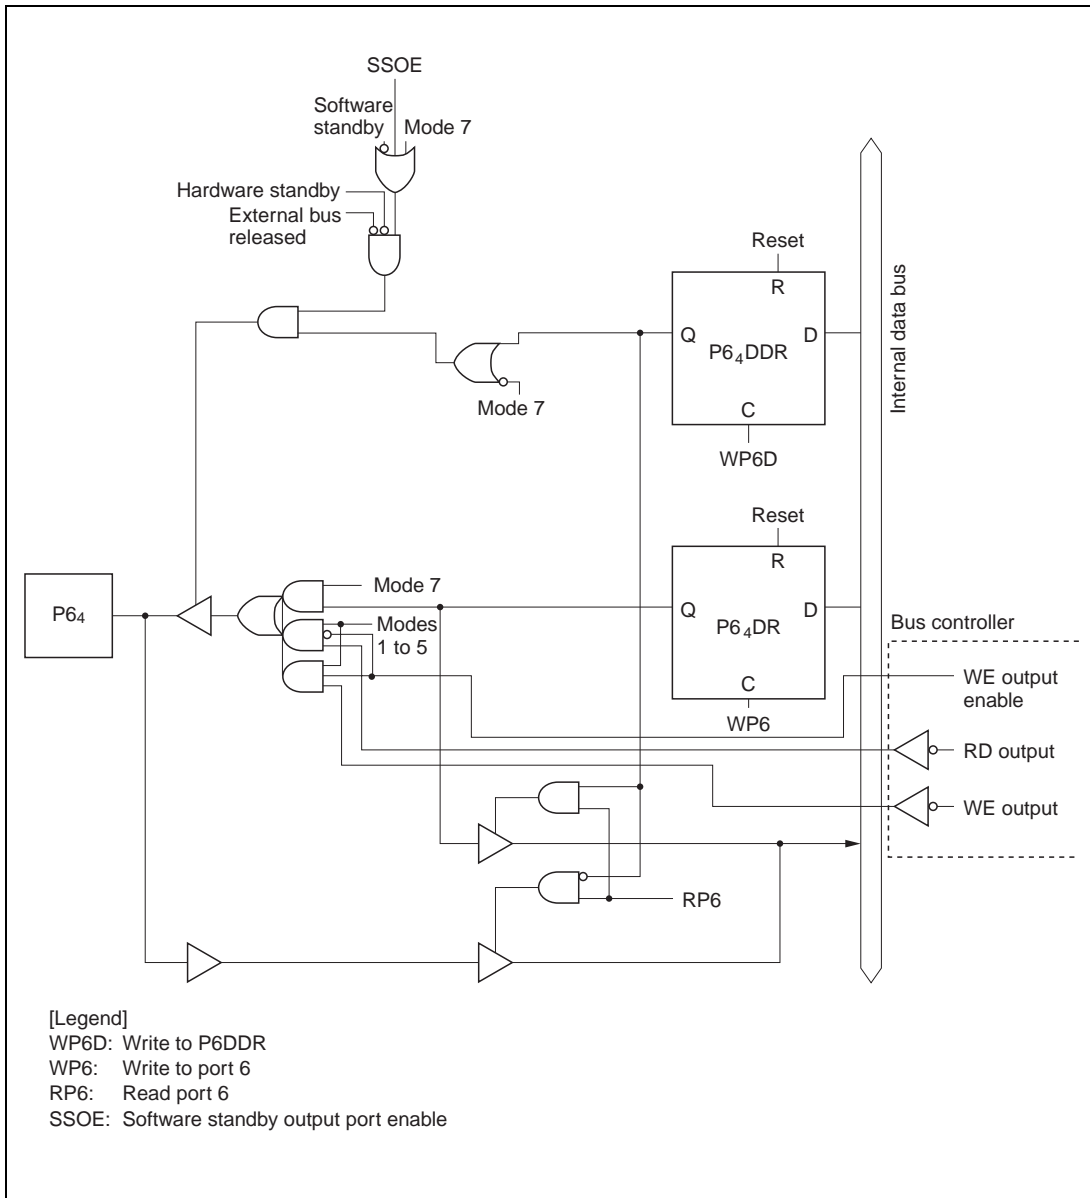 SSOE
Software
standby
Mode 7
Hardware standby
External bus
released
Reset
R
Q
D
P6₄DDR
C
WP6D
Mode 7
Internal data bus
Reset
R
Q
D
P6₄DR
C
WP6
P6₄
Mode 7
Modes
1 to 5
Bus controller
WE output
enable
RD output
WE output
RP6
[Legend]
WP6D: Write to P6DDR
WP6: Write to port 6
RP6: Read port 6
SSOE: Software standby output port enable